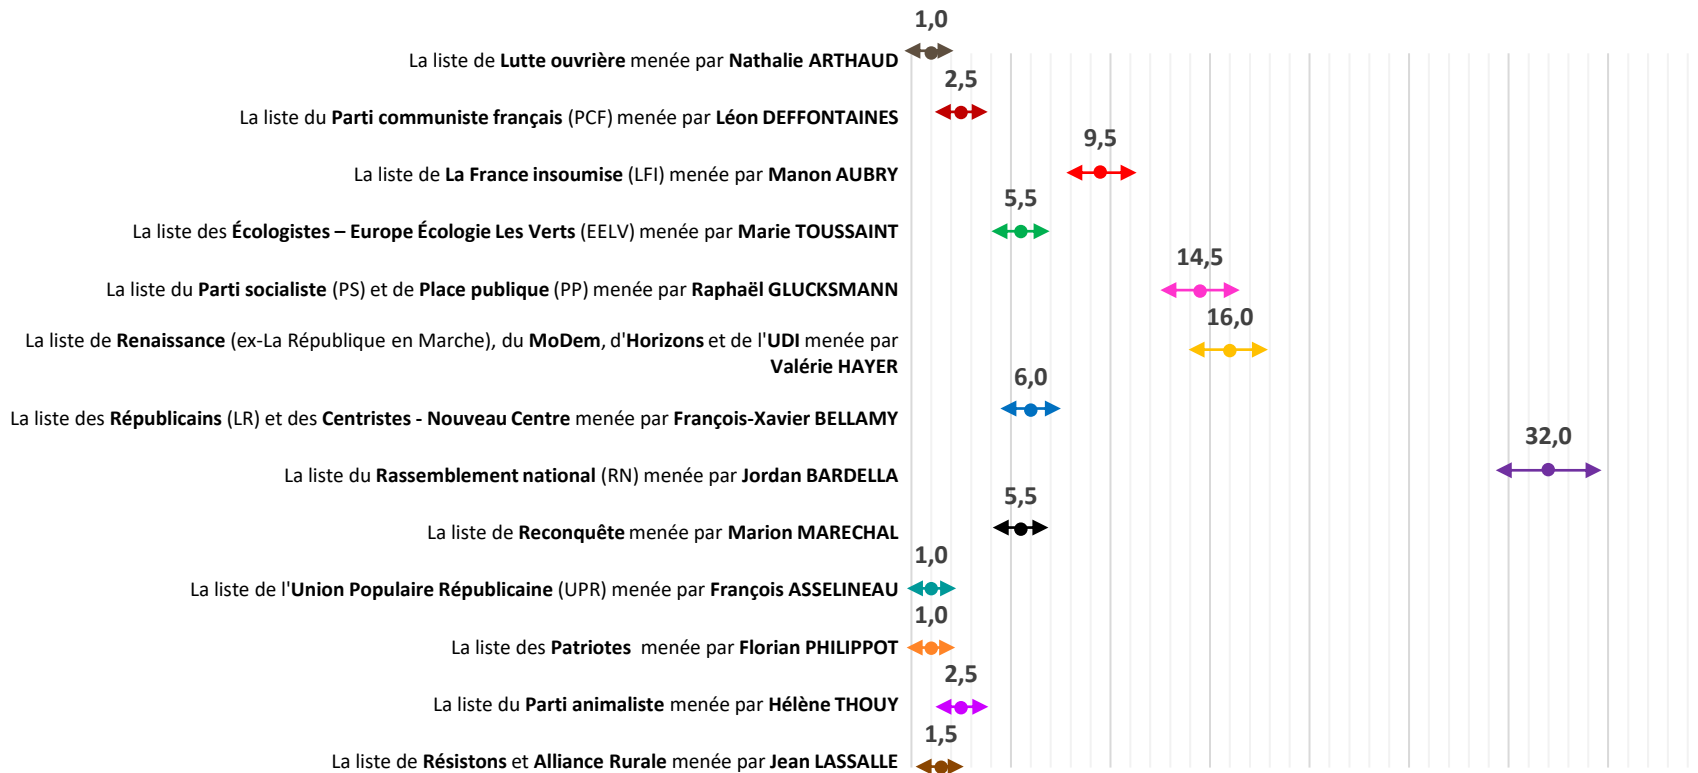 1,0
La liste de Lutte ouvrière menée par Nathalie ARTHAUD
2,5
La liste du Parti communiste français (PCF) menée par Léon DEFFONTAINES
9,5
La liste de La France insoumise (LFI) menée par Manon AUBRY
5,5
La liste des Écologistes – Europe Écologie Les Verts (EELV) menée par Marie TOUSSAINT
14,5
La liste du Parti socialiste (PS) et de Place publique (PP) menée par Raphaël GLUCKSMANN
16,0
La liste de Renaissance (ex-La République en Marche), du MoDem, d'Horizons et de l'UDI menée par
Valérie HAYER
6,0
La liste des Républicains (LR) et des Centristes - Nouveau Centre menée par François-Xavier BELLAMY
32,0
La liste du Rassemblement national (RN) menée par Jordan BARDELLA
5,5
La liste de Reconquête menée par Marion MARECHAL
1,0
La liste de l'Union Populaire Républicaine (UPR) menée par François ASSELINEAU
1,0
La liste des Patriotes menée par Florian PHILIPPOT
2,5
La liste du Parti animaliste menée par Hélène THOUY
1,5
La liste de Résistons et Alliance Rurale menée par Jean LASSALLE